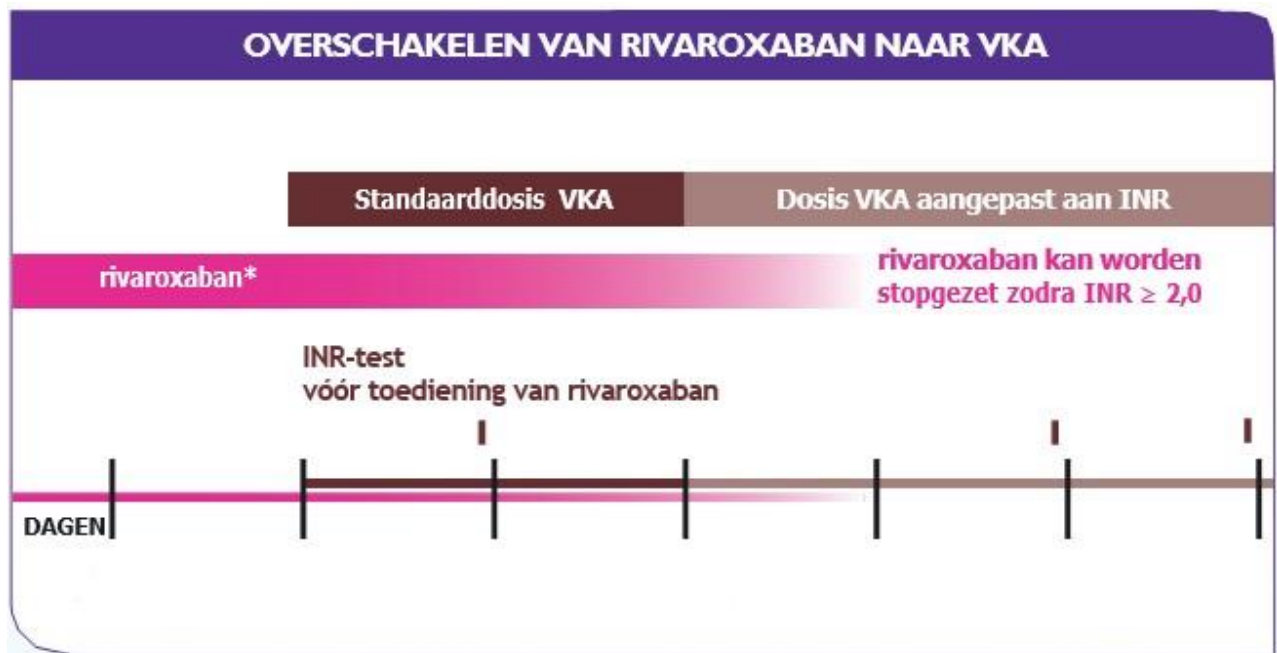 OVERSCHAKELEN VAN RIVAROXABAN NAAR VKA
Standaarddosis VKA
Dosis VKA aangepast aan INR
rivaroxaban*
rivaroxaban kan worden
stopgezet zodra INR ≥ 2,0
INR-test
vóór toediening van rivaroxaban
DAGEN